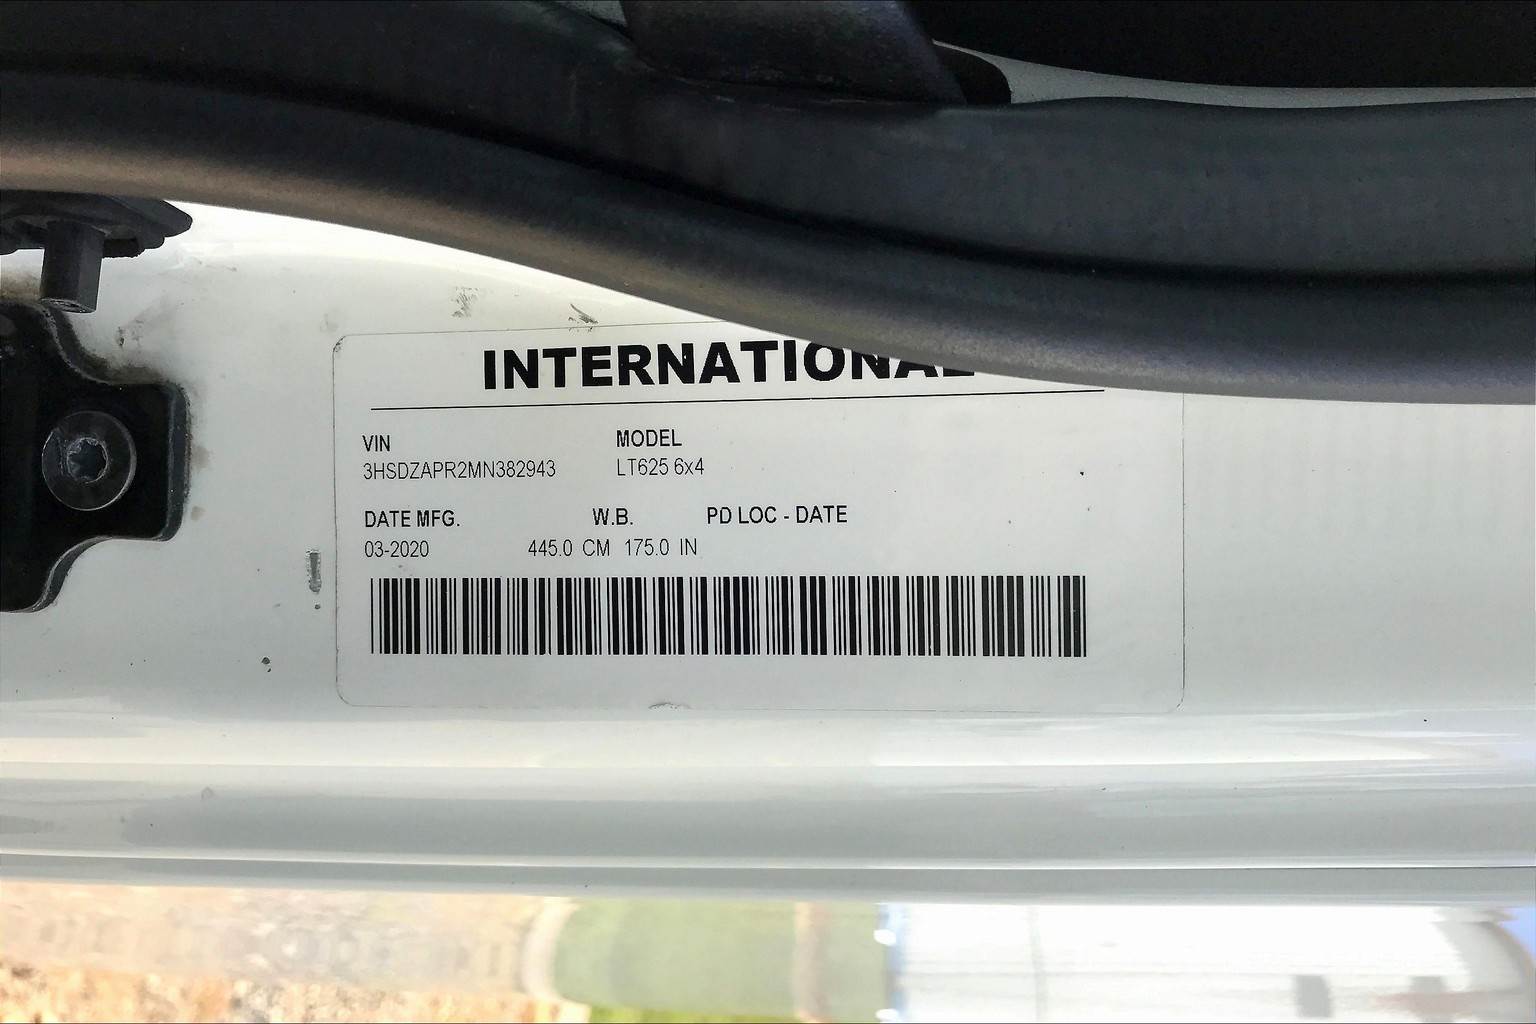 INTERNATIONAL
VIN MODEL
3HSDZAPR2MN382943 LT625 6x4
DATE MFG. W.B. PD LOC - DATE
03-2020 445.0 CM 175.0 IN